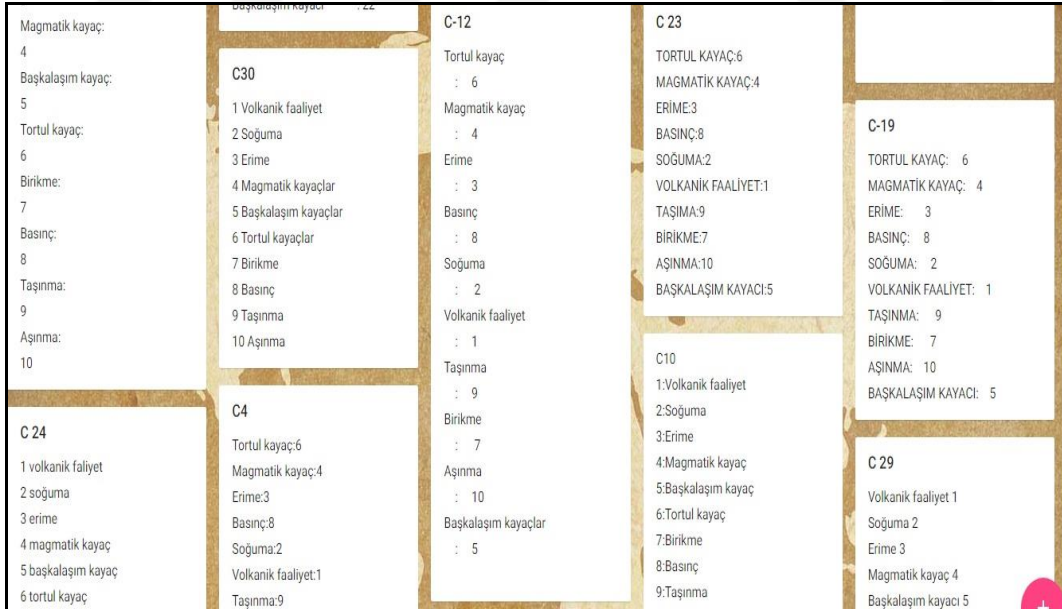 Magmatik kayaç:
4
Başkalaşım kayaç:
5
Tortul kayaç:
6
Birikme:
7
Basınç:
8
Taşınma:
9
Aşınma:
10
C 24
1 volkanik faliyet
2 soğuma
3 erime
4 magmatik kayaç
5 başkalaşım kayaç
6 tortul kayaç
Başkalaşım kayacı : 22
C30
1 Volkanik faaliyet
2 Soğuma
3 Erime
4 Magmatik kayaçlar
5 Başkalaşım kayaçlar
6 Tortul kayaçlar
7 Birikme
8 Basınç
9 Taşınma
10 Aşınma
C4
Tortul kayaç:6
Magmatik kayaç:4
Erime:3
Basınç:8
Soğuma:2
Volkanik faaliyet:1
Taşınma:9
C-12
Tortul kayaç
: 6
Magmatik kayaç
: 4
Erime
: 3
Basınç
: 8
Soğuma
: 2
Volkanik faaliyet
: 1
Taşınma
: 9
Birikme
: 7
Aşınma
: 10
Başkalaşım kayaçlar
: 5
C 23
TORTUL KAYAÇ:6
MAGMATİK KAYAÇ:4
ERİME:3
BASINÇ:8
SOĞUMA:2
VOLKANİK FAALİYET:1
TAŞIMA:9
BİRİKME:7
AŞINMA:10
BAŞKALAŞIM KAYACI:5
C10
1:Volkanik faaliyet
2:Soğuma
3:Erime
4:Magmatik kayaç
5:Başkalaşım kayaç
6:Tortul kayaç
7:Birikme
8:Basınç
9:Taşınma
C-19
TORTUL KAYAÇ: 6
MAGMATİK KAYAÇ: 4
ERİME: 3
BASINÇ: 8
SOĞUMA: 2
VOLKANİK FAALİYET: 1
TAŞINMA: 9
BİRİKME: 7
AŞINMA: 10
BAŞKALAŞIM KAYACI: 5
C 29
Volkanik faaliyet 1
Soğuma 2
Erime 3
Magmatik kayaç 4
Başkalaşım kayacı 5